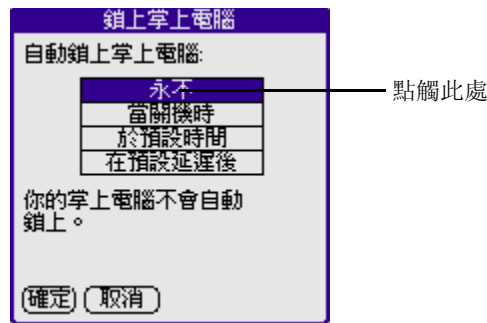 鎖上掌上電腦
自動鎖上掌上電腦:
永不
點觸此處
當關機時
於預設時間
在預設延遲後
你的掌上電腦不會自動
鎖上。
確定 取消